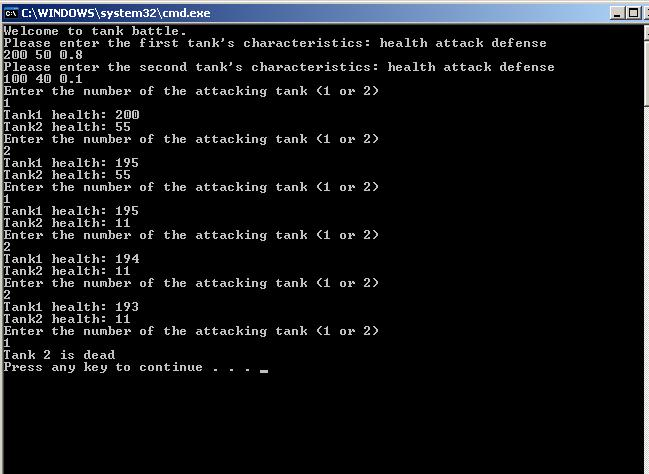 C:\WINDOWS\system32\cmd.exe
Welcome to tank battle.
Please enter the first tank's characteristics: health attack defense
200 50 0.8
Please enter the second tank's characteristics: health attack defense
100 40 0.1
Enter the number of the attacking tank (1 or 2)
1
Tank1 health: 200
Tank2 health: 55
Enter the number of the attacking tank (1 or 2)
2
Tank1 health: 195
Tank2 health: 55
Enter the number of the attacking tank (1 or 2)
1
Tank1 health: 195
Tank2 health: 11
Enter the number of the attacking tank (1 or 2)
2
Tank1 health: 194
Tank2 health: 11
Enter the number of the attacking tank (1 or 2)
2
Tank1 health: 193
Tank2 health: 11
Enter the number of the attacking tank (1 or 2)
1
Tank 2 is dead
Press any key to continue . . . _